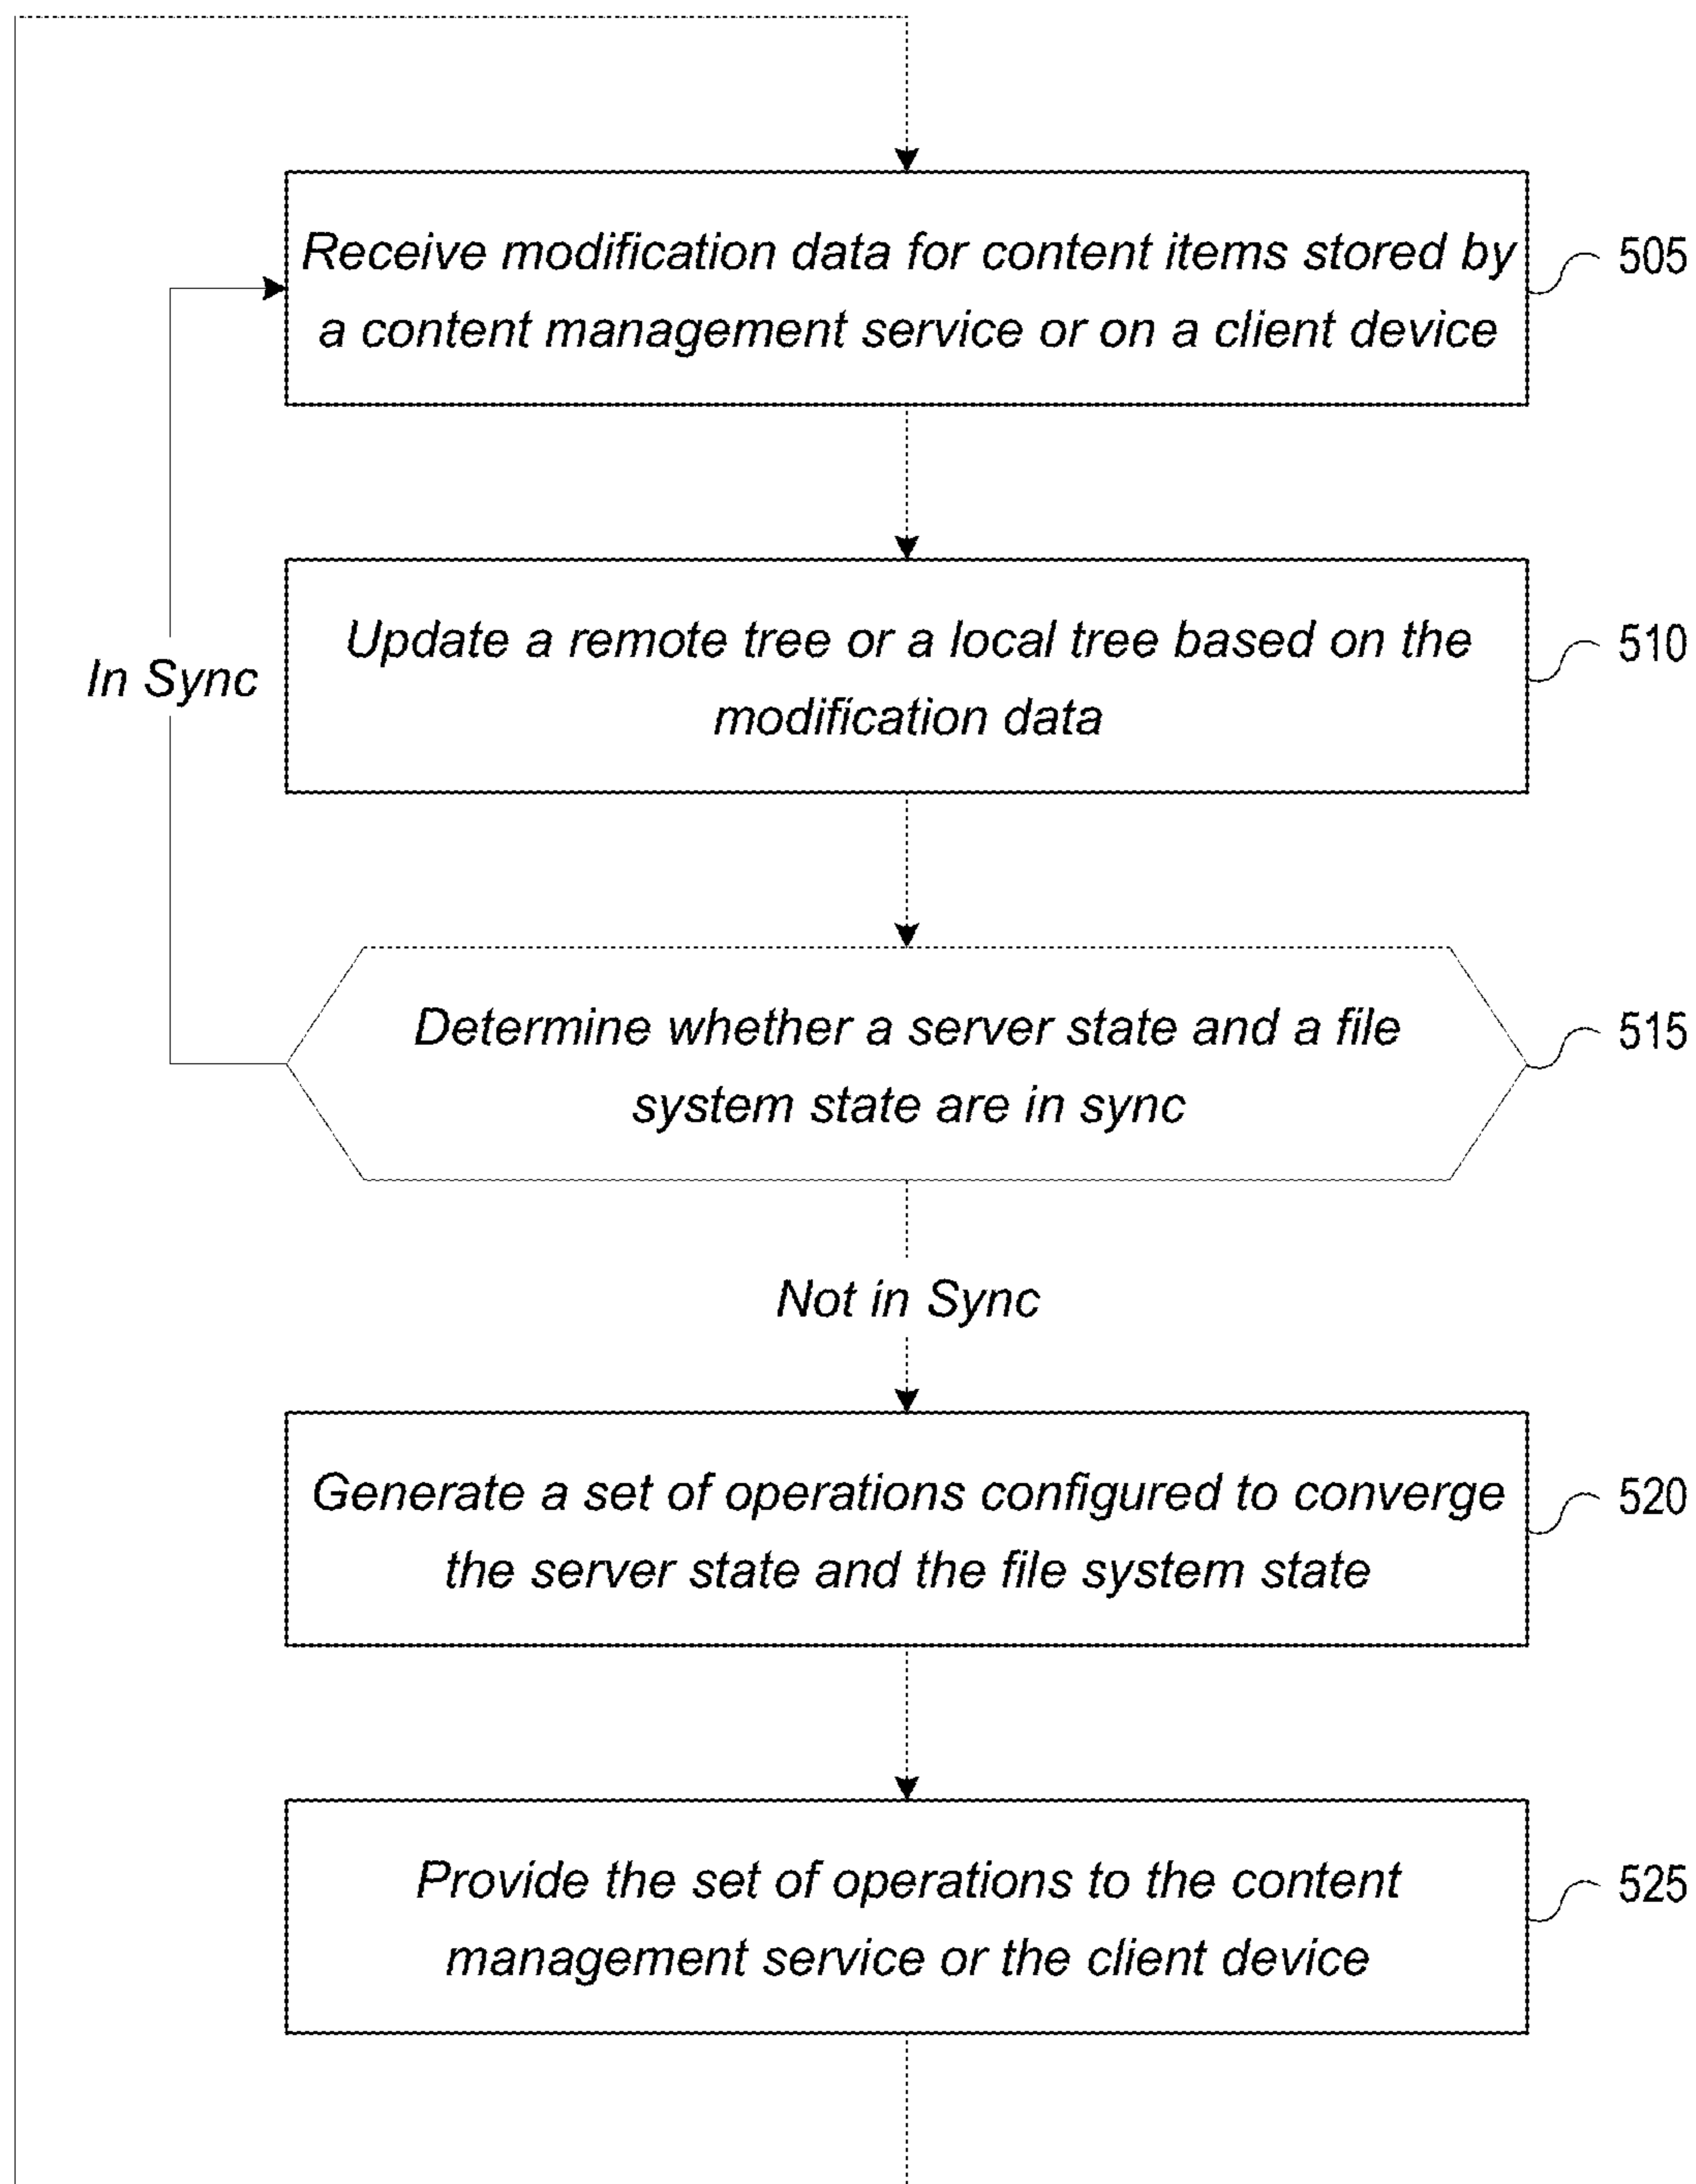 Receive modification data for content items stored by
a content management service or on a client device
505
Update a remote tree or a local tree based on the
modification data
510
In Sync
Determine whether a server state and a file
system state are in sync
515
Not in Sync
Generate a set of operations configured to converge
the server state and the file system state
520
Provide the set of operations to the content
management service or the client device
525